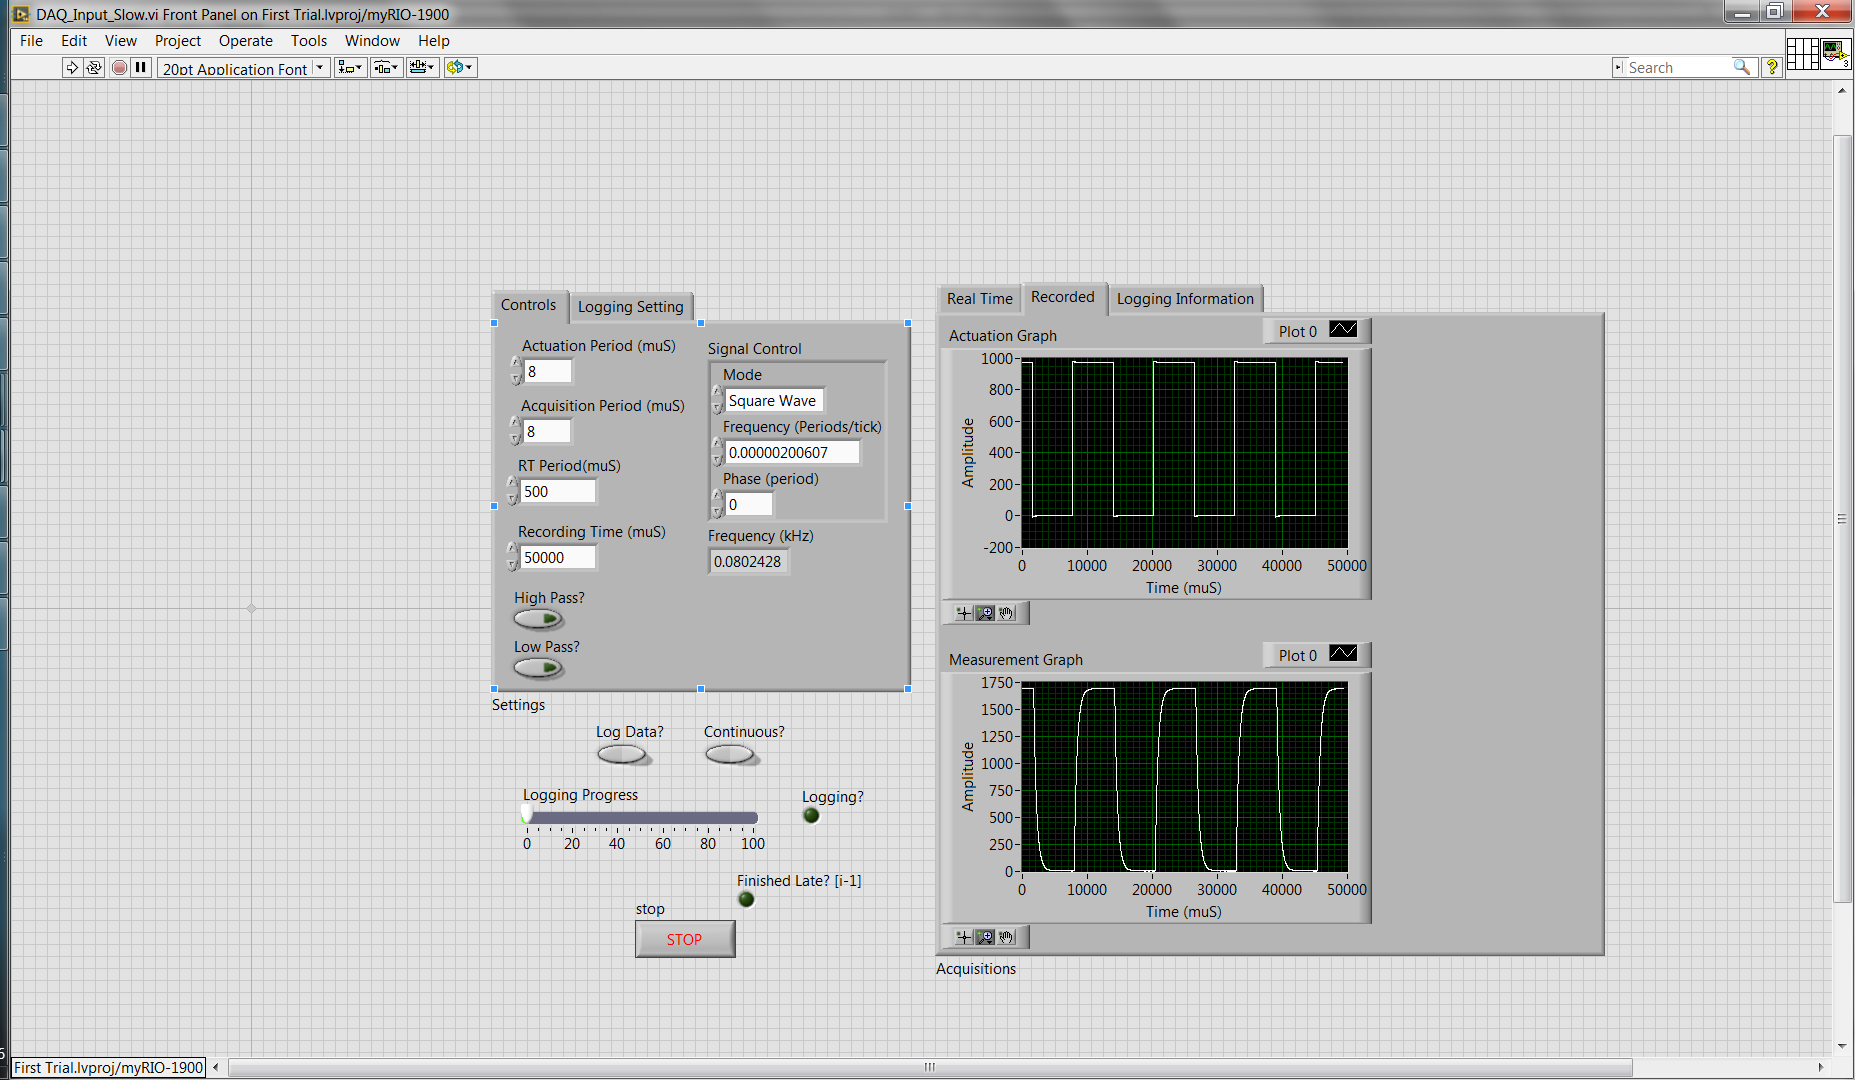 DAQ_Input_Slow.vi Front Panel on First Trial.lvproj/myRIO-1900
File Edit View Project Operate Tools Window Help
20pt Application Font
Search
?
3
Controls Logging Setting
Actuation Period (muS)
8
Acquisition Period (muS)
8
RT Period(muS)
500
Recording Time (muS)
50000
High Pass?
Low Pass?
Signal Control
Mode
Square Wave
Frequency (Periods/tick)
0.00000200607
Phase (period)
0
Frequency (kHz)
0.0802428
Settings
Log Data? Continuous?
Logging Progress
0 20 40 60 80 100
Logging?
Finished Late? [i-1]
stop
STOP
Real Time Recorded Logging Information
Actuation Graph
Plot 0
Amplitude
1000
800
600
400
200
0
-200
0 10000 20000 30000 40000 50000
Time (muS)
Measurement Graph
Plot 0
Amplitude
1750
1500
1250
1000
750
500
250
0
0 10000 20000 30000 40000 50000
Time (muS)
Acquisitions
First Trial.lvproj/myRIO-1900